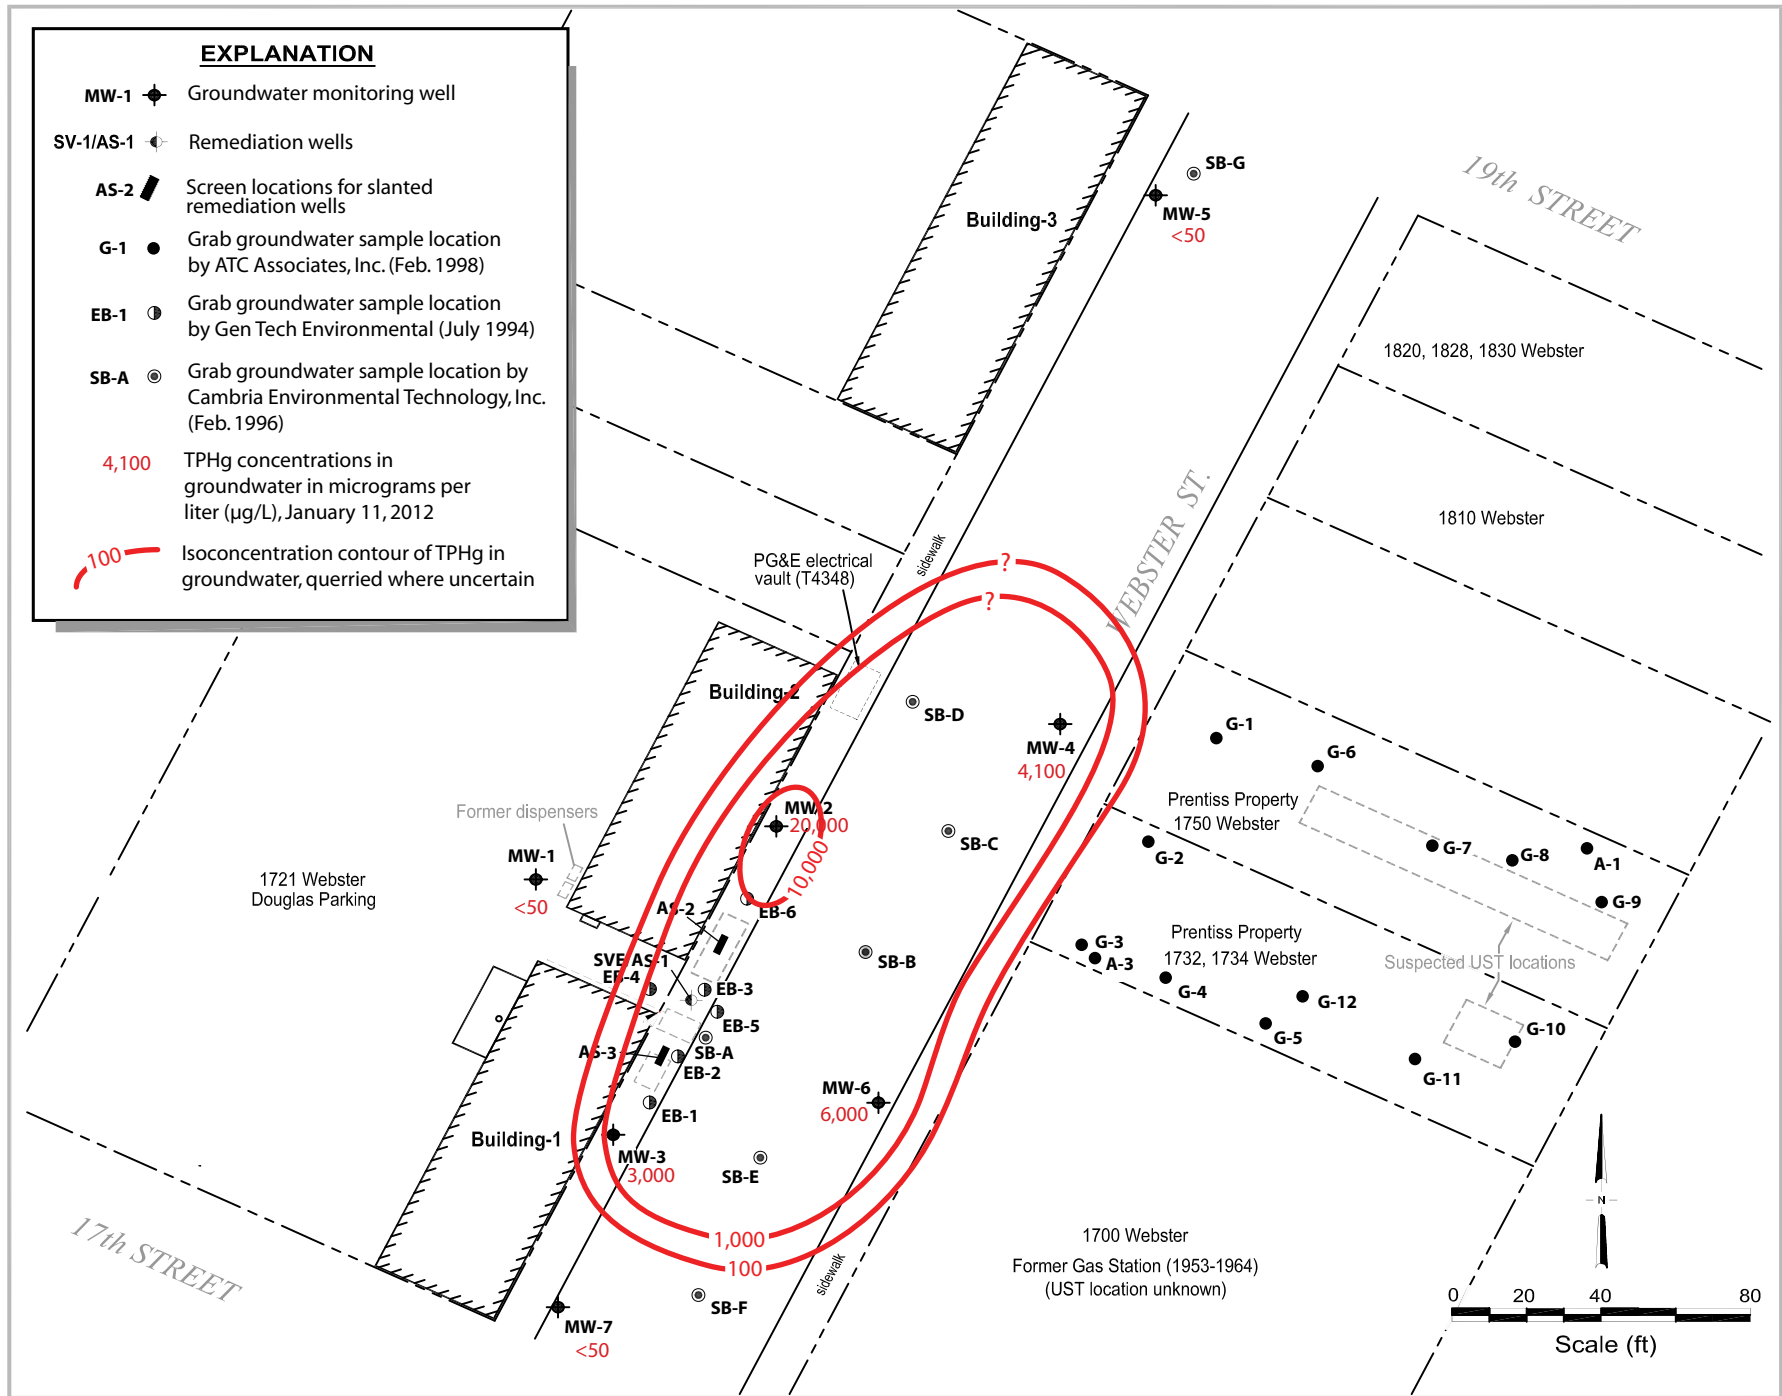 EXPLANATION
MW-1 Groundwater monitoring well
SV-1/AS-1 Remediation wells
AS-2 Screen locations for slanted
remediation wells
G-1 Grab groundwater sample location
by ATC Associates, Inc. (Feb. 1998)
EB-1 Grab groundwater sample location
by Gen Tech Environmental (July 1994)
SB-A Grab groundwater sample location by
Cambria Environmental Technology, Inc.
(Feb. 1996)
4,100 TPHg concentrations in
groundwater in micrograms per
liter (µg/L), January 11, 2012
100 Isoconcentration contour of TPHg in
groundwater, querried where uncertain
SB-G
MW-5
<50
Building-3
19th STREET
1820, 1828, 1830 Webster
1810 Webster
WEBSTER ST.
sidewalk
PG&E electrical
vault (T4348)
?
?
Building-2
SB-D
MW-4
4,100
G-1
G-6
Prentiss Property
1750 Webster
Former dispensers
MW-2
20,000
10,000
SB-C
G-2
G-7
G-8
A-1
G-9
MW-1
<50
1721 Webster
Douglas Parking
AS-2
EB-6
SB-B
G-3
A-3
G-4
Prentiss Property
1732, 1734 Webster
Suspected UST locations
SVE/AS-1
EB-4
EB-3
EB-5
G-12
G-5
G-10
G-11
AS-3
SB-A
EB-2
EB-1
MW-6
6,000
Building-1
MW-3
3,000
SB-E
N
17th STREET
1,000
100
sidewalk
1700 Webster
Former Gas Station (1953-1964)
(UST location unknown)
SB-F
MW-7
<50
0 20 40 80
Scale (ft)